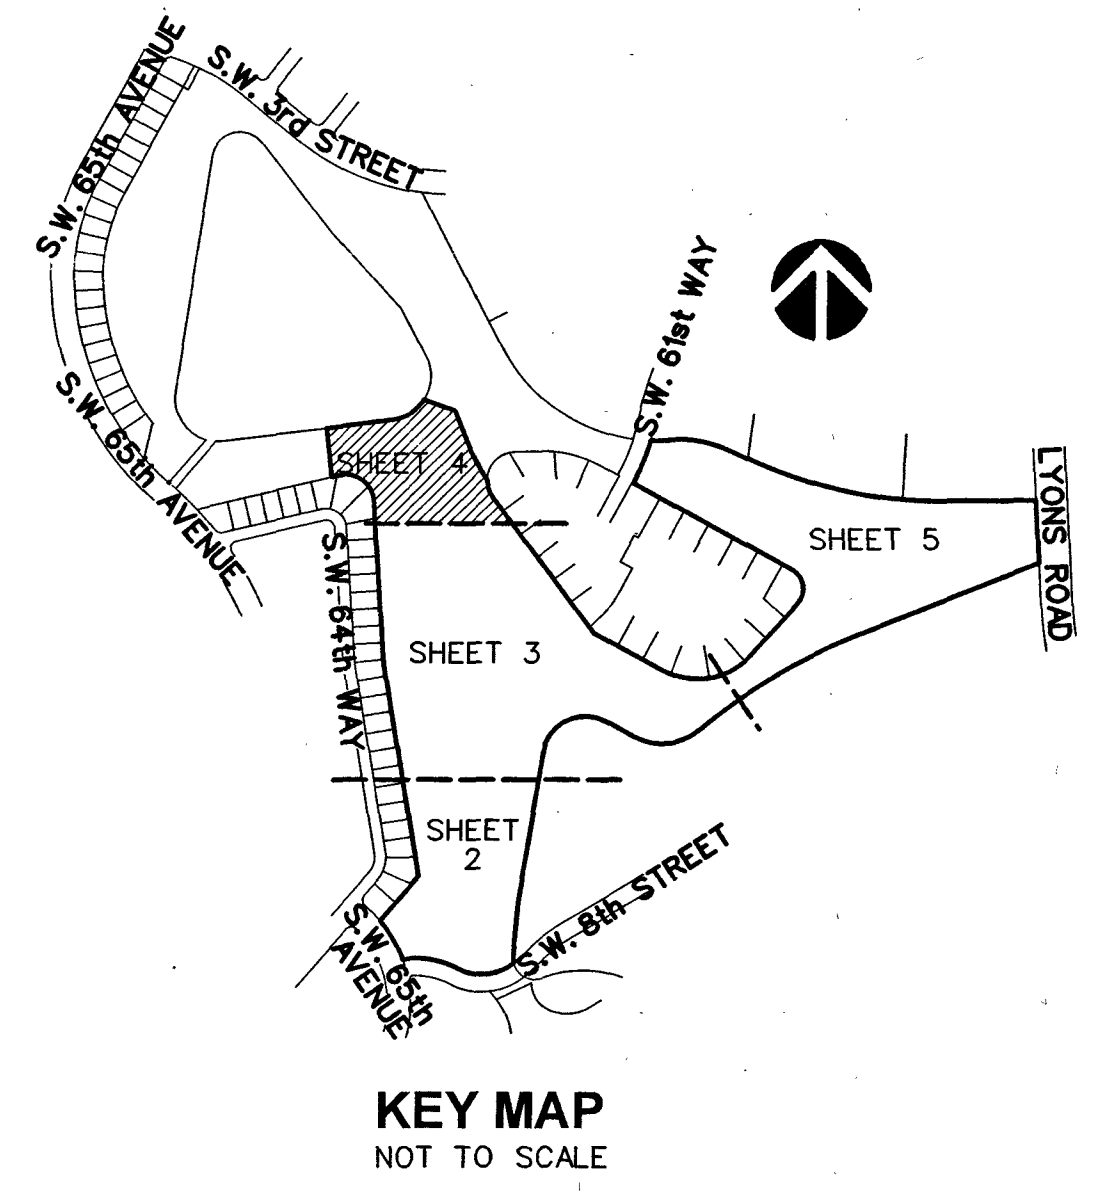 S.W. 65th AVENUE
S.W. 3rd STREET
S.W. 61st WAY
S.W. 65th AVENUE
SHEET 4
SHEET 5
LYONS ROAD
S.W. 64th WAY
SHEET 3
SHEET
2
S.W. 8th STREET
S.W. 65th
AVENUE
KEY MAP
NOT TO SCALE